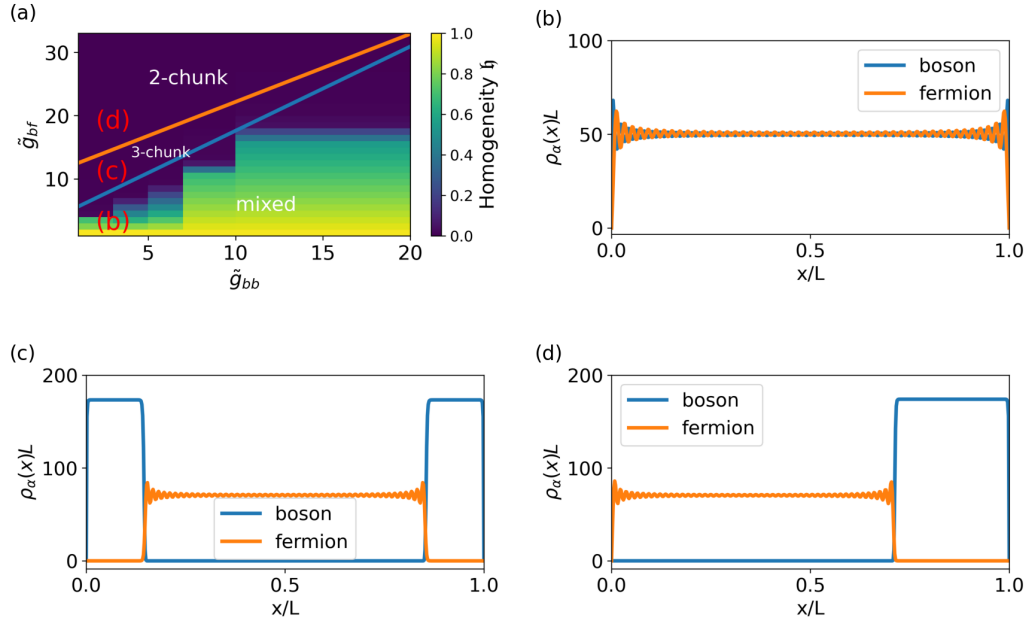 (a)
30
20
10
g̃bf
5
10
15
20
g̃bb
2-chunk
3-chunk
mixed
(d)
(c)
(b)
1.0
0.8
0.6
0.4
0.2
0.0
Homogeneity 𝔥
(b)
100
50
0
ρα(x)L
0.0
0.5
1.0
x/L
boson
fermion
(c)
200
100
0
ρα(x)L
0.0
0.5
1.0
x/L
boson
fermion
(d)
200
100
0
ρα(x)L
0.0
0.5
1.0
x/L
boson
fermion